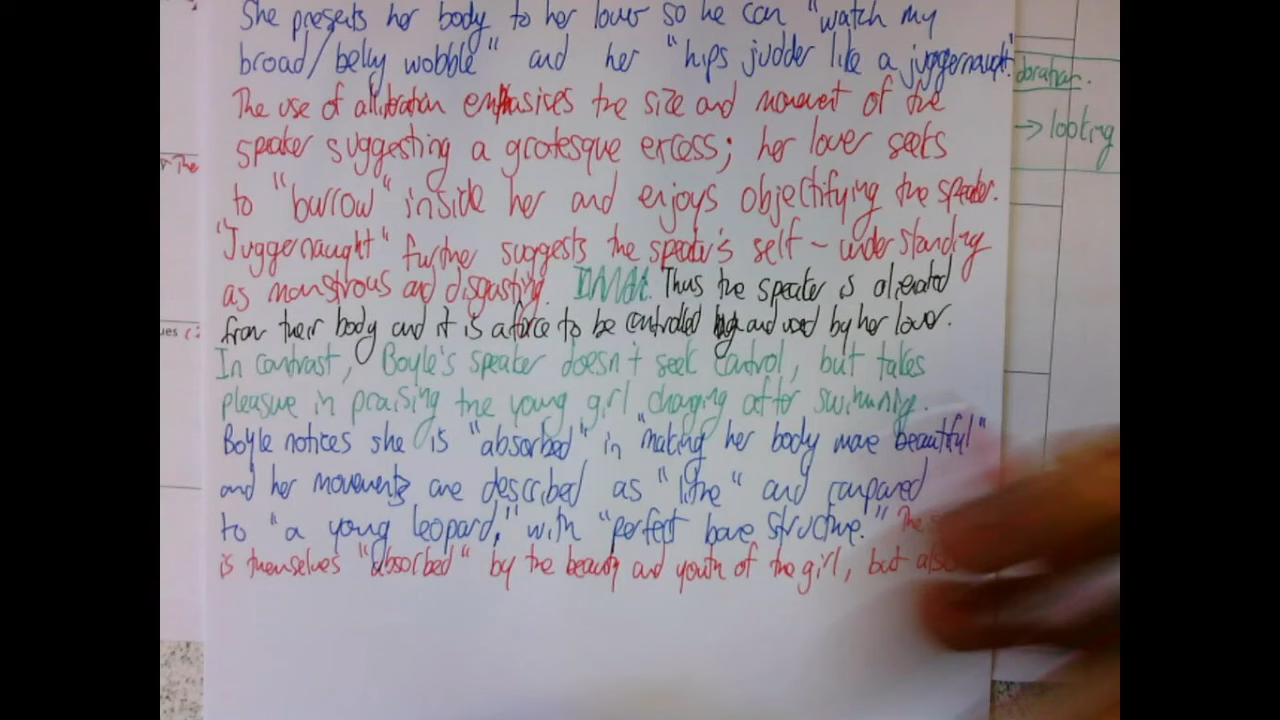 She presents her body to her lover so he can "watch my
broad/belly wobble" and her "hips judder like a juggernaught".
The use of allitration emphasises the size and movement of the
speaker suggesting a grotesque excess; her lover seeks
to "burrow" inside her and enjoys objectifying the speaker.
"Juggernaught" further suggests the speaker's self-understanding
as monstrous and disgusting. Thus the speaker is alienated
from their body and it is a force to be controlled and used by her lover.
In contrast, Boyle's speaker doesn't seek control, but takes
pleasure in praising the young girl changing after swimming.
Boyle notices she is "absorbed" in "making her body more beautiful"
and her movements are described as "lithe" and compared
to "a young leopard," with "perfect bone structure." The
is themselves "absorbed" by the beauty and youth of the girl, but also
→ looking
The
ues